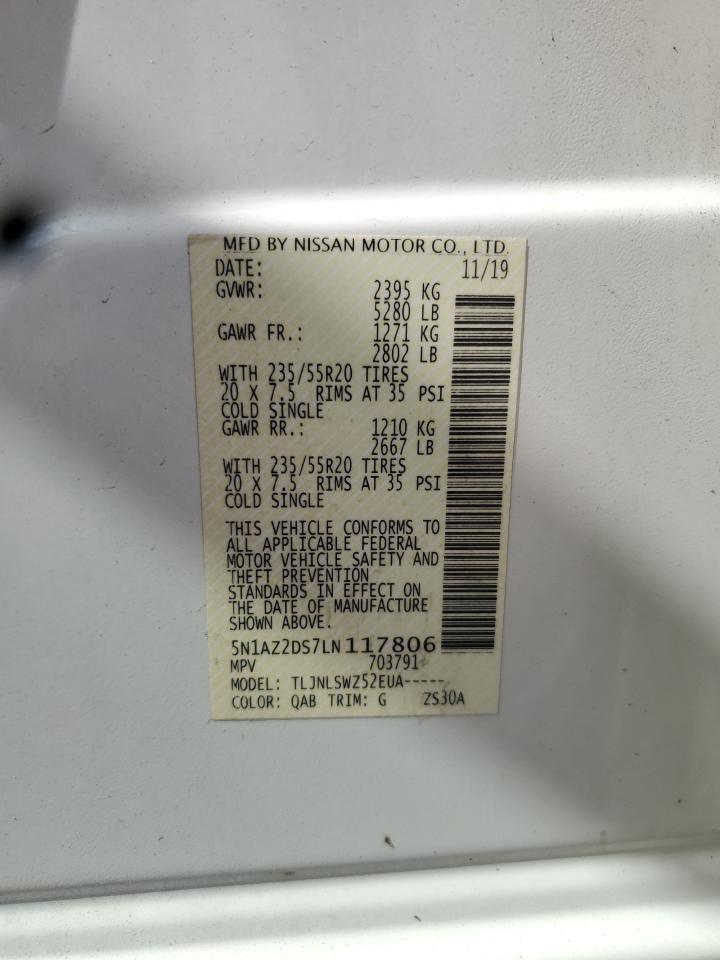 MFD BY NISSAN MOTOR CO., LTD.
DATE: 11/19
GVWR: 2395 KG
5280 LB
GAWR FR.: 1271 KG
2802 LB
WITH 235/55R20 TIRES
20 X 7.5 RIMS AT 35 PSI
COLD SINGLE
GAWR RR.: 1210 KG
2667 LB
WITH 235/55R20 TIRES
20 X 7.5 RIMS AT 35 PSI
COLD SINGLE
THIS VEHICLE CONFORMS TO
ALL APPLICABLE FEDERAL
MOTOR VEHICLE SAFETY AND
THEFT PREVENTION
STANDARDS IN EFFECT ON
THE DATE OF MANUFACTURE
SHOWN ABOVE.
5N1AZ2DS7LN117806
MPV 703791
MODEL: TLJNLSWZ52EUA-----
COLOR: QAB TRIM: G ZS30A